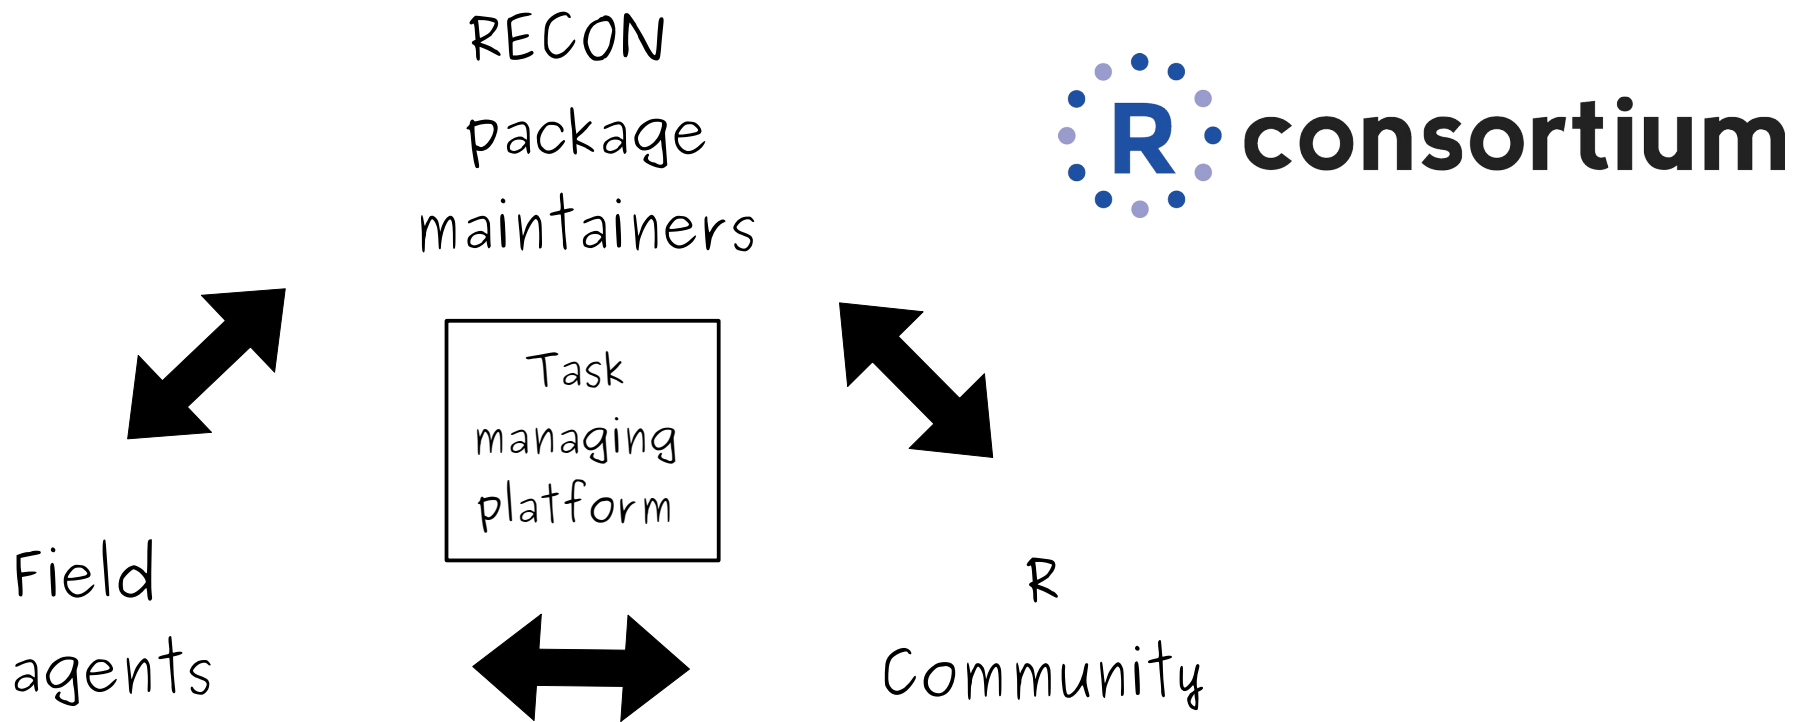 RECON
package
maintainers
R consortium
Task
managing
platform
Field
agents
R
Community